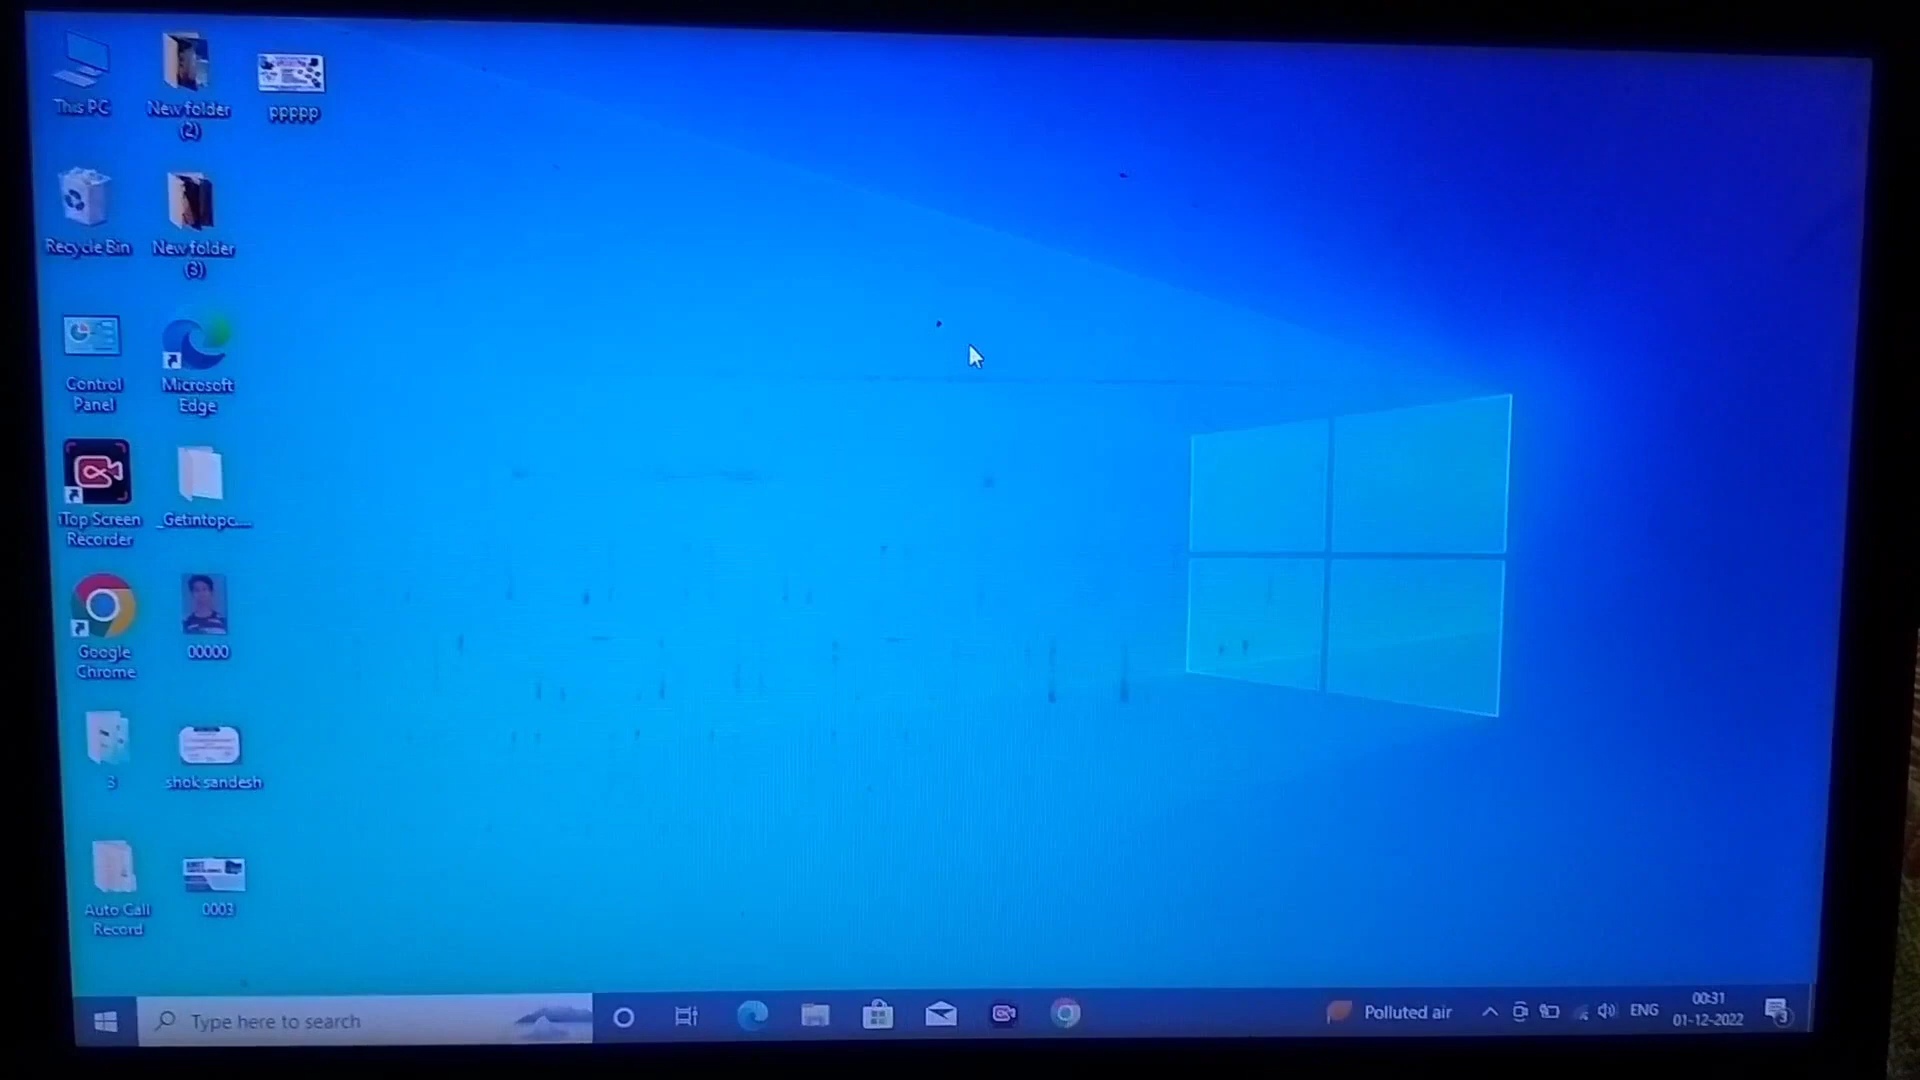 This PC
New folder
(2)
ppppp
Recycle Bin
New folder
(3)
Control
Panel
Microsoft
Edge
iTop Screen
Recorder
_Getintopc....
Google
Chrome
00000
3
shok sandesh
Auto Call
Record
0003
Type here to search
Polluted air
ENG
00:31
01-12-2022
3